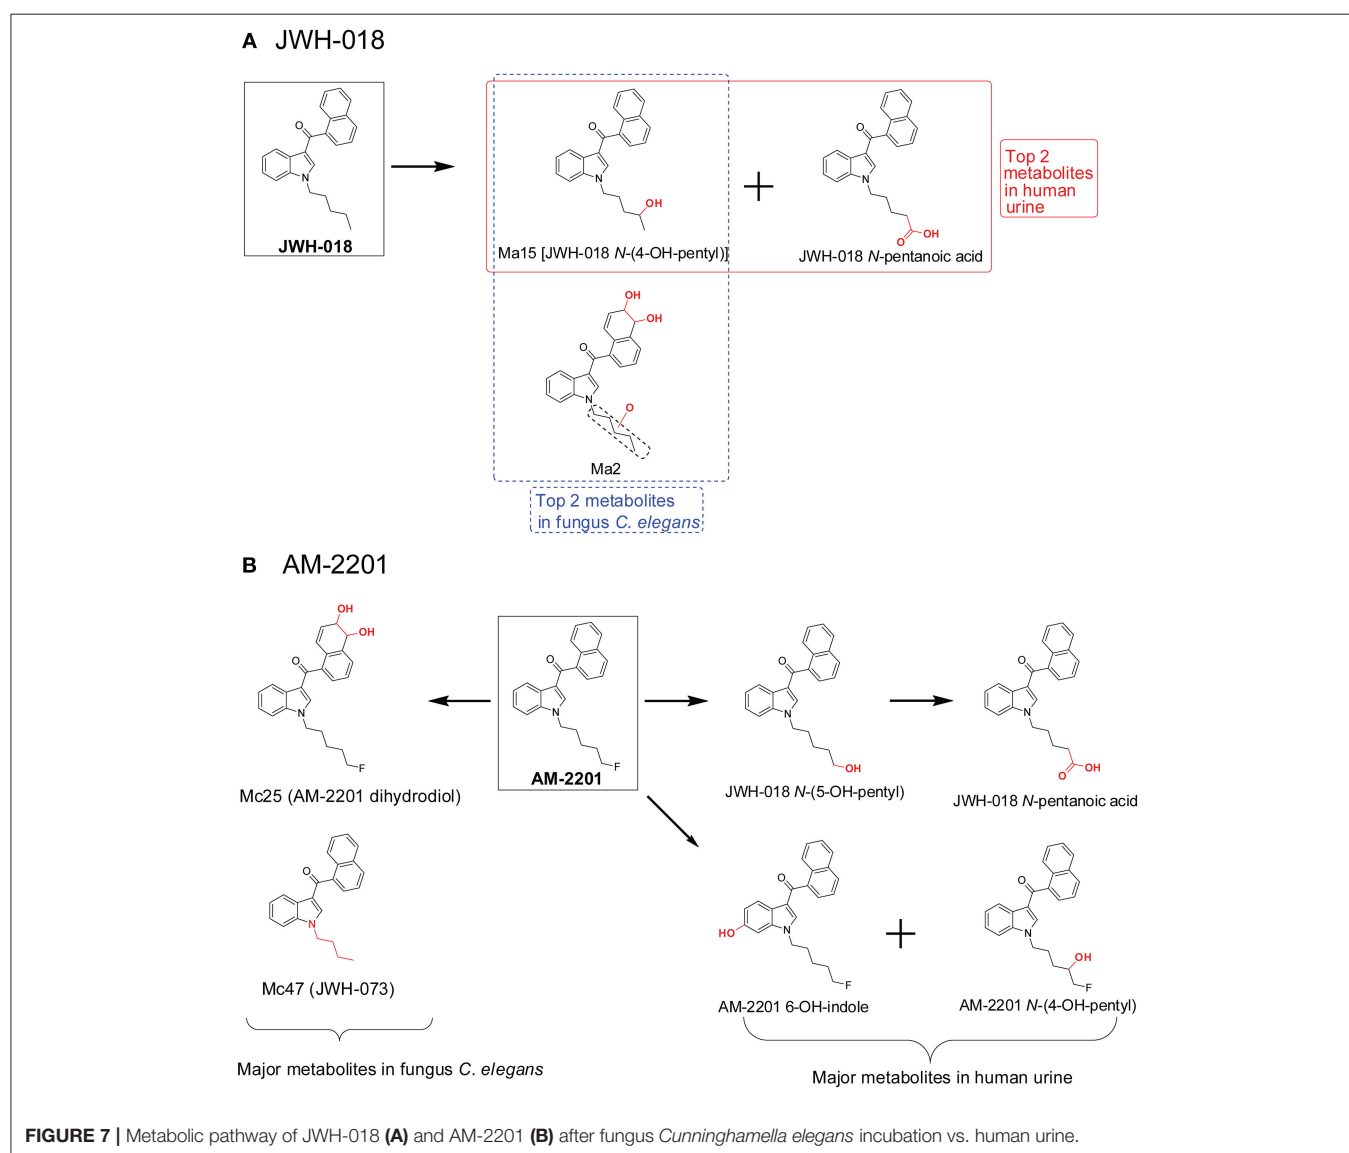 A JWH-018
O
N
JWH-018
O
N
OH
Ma15 [JWH-018 N-(4-OH-pentyl)]
O
N
O
OH
JWH-018 N-pentanoic acid
Top 2
metabolites
in human
urine
OH
OH
O
N
O
Ma2
Top 2 metabolites
in fungus C. elegans
B AM-2201
OH
OH
O
N
F
Mc25 (AM-2201 dihydrodiol)
O
N
F
AM-2201
O
N
OH
JWH-018 N-(5-OH-pentyl)
O
N
O
OH
JWH-018 N-pentanoic acid
O
N
Mc47 (JWH-073)
O
HO
N
F
AM-2201 6-OH-indole
O
N
OH
F
AM-2201 N-(4-OH-pentyl)
Major metabolites in fungus C. elegans
Major metabolites in human urine
FIGURE 7 | Metabolic pathway of JWH-018 (A) and AM-2201 (B) after fungus Cunninghamella elegans incubation vs. human urine.